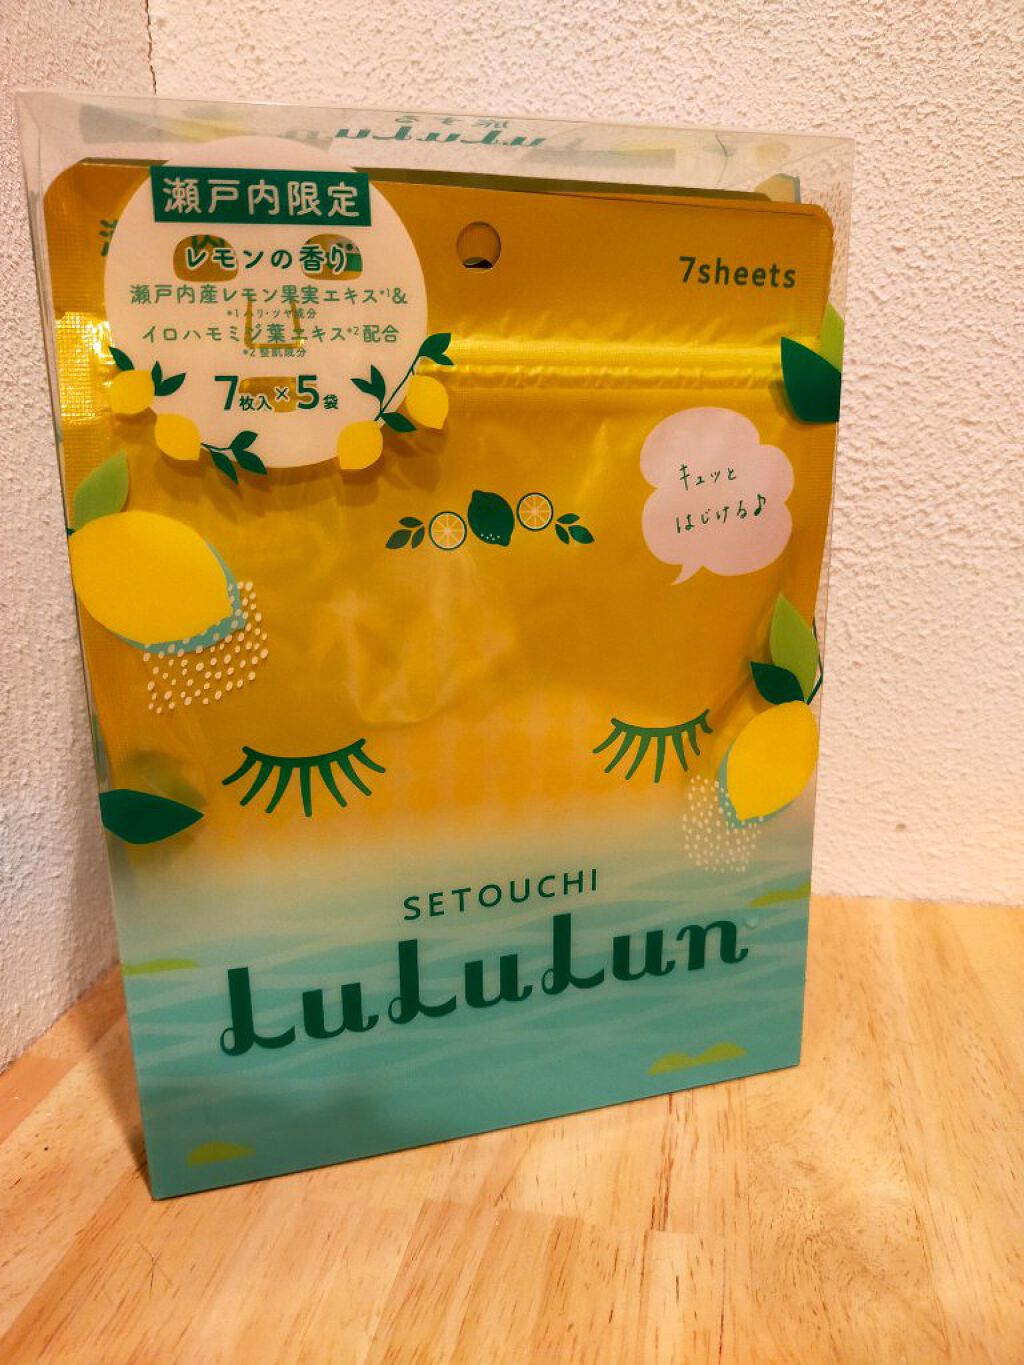 旅する
瀬戸内限定
レモンの香り
瀬戸内産レモン果実エキス*1&
*1 ハリ・ツヤ成分
イロハモミジ葉エキス*2配合
*2 整肌成分
7枚入×5袋
7sheets
キュッと
はじける♪
SETOUCHI
LuLuLun